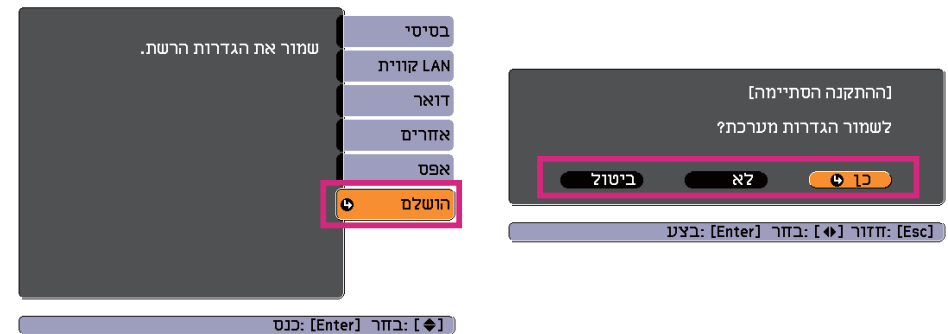 שמור את הגדרות הרשת.
בסיסי
LAN קווית
דואר
אחרים
אפס
הושלם
[◆] :בחר [Enter] :כנס
[ההתקנה הסתיימה]
לשמור הגדרות מערכת?
כן
לא
ביטול
[Esc] :חזור [◆] :בחר [Enter] :בצע